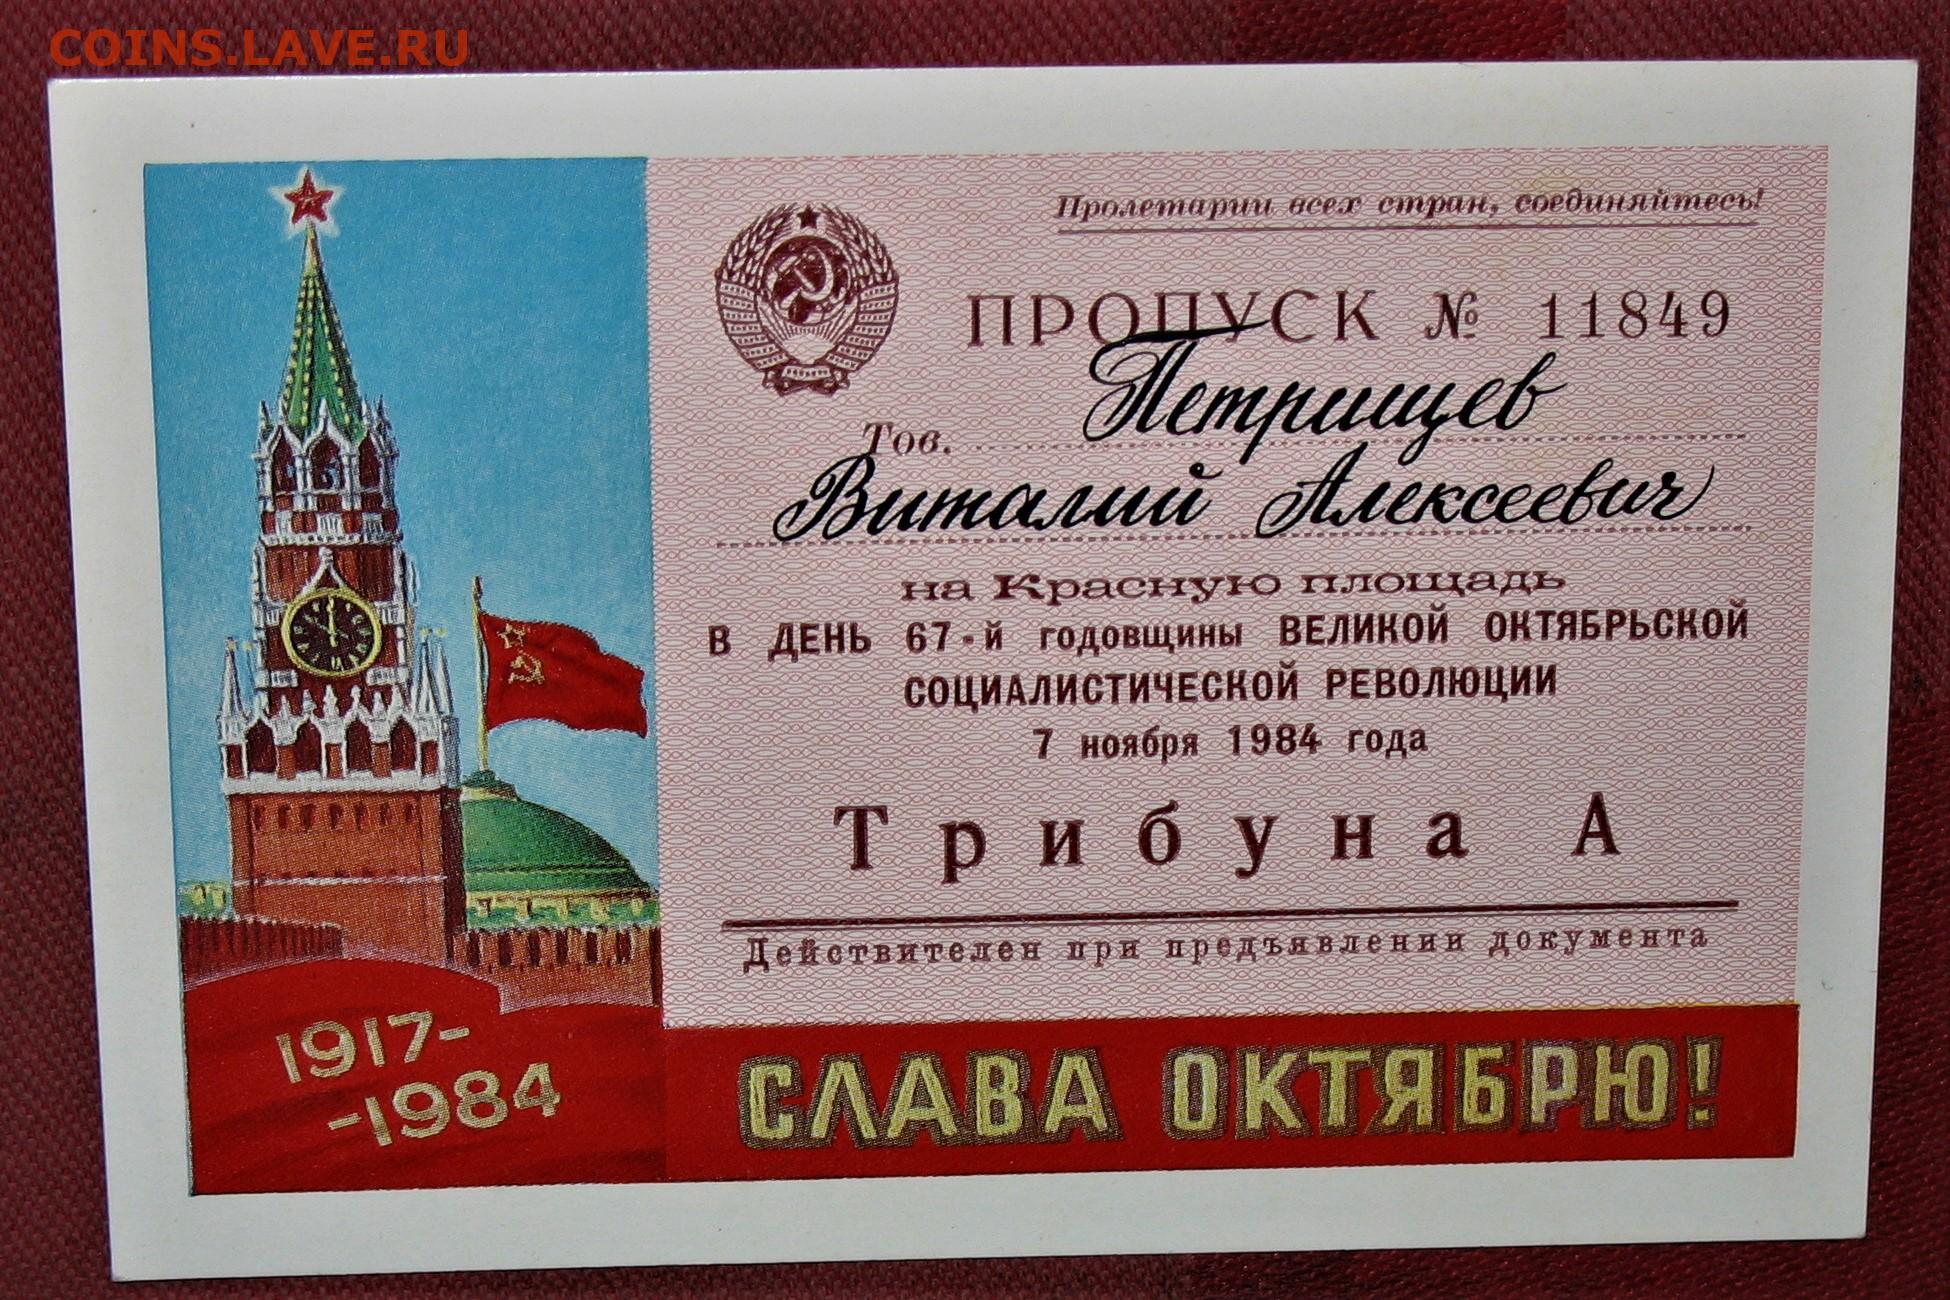 COINS.LAVE.RU
Пролетарии всех стран, соединяйтесь!
ПРОПУСК № 11849
Тов. Петрищев
Виталий Алексеевич
на Красную площадь
В ДЕНЬ 67-й годовщины ВЕЛИКОЙ ОКТЯБРЬСКОЙ
СОЦИАЛИСТИЧЕСКОЙ РЕВОЛЮЦИИ
7 ноября 1984 года
Трибуна А
Действителен при предъявлении документа
1917-
-1984
СЛАВА ОКТЯБРЮ!